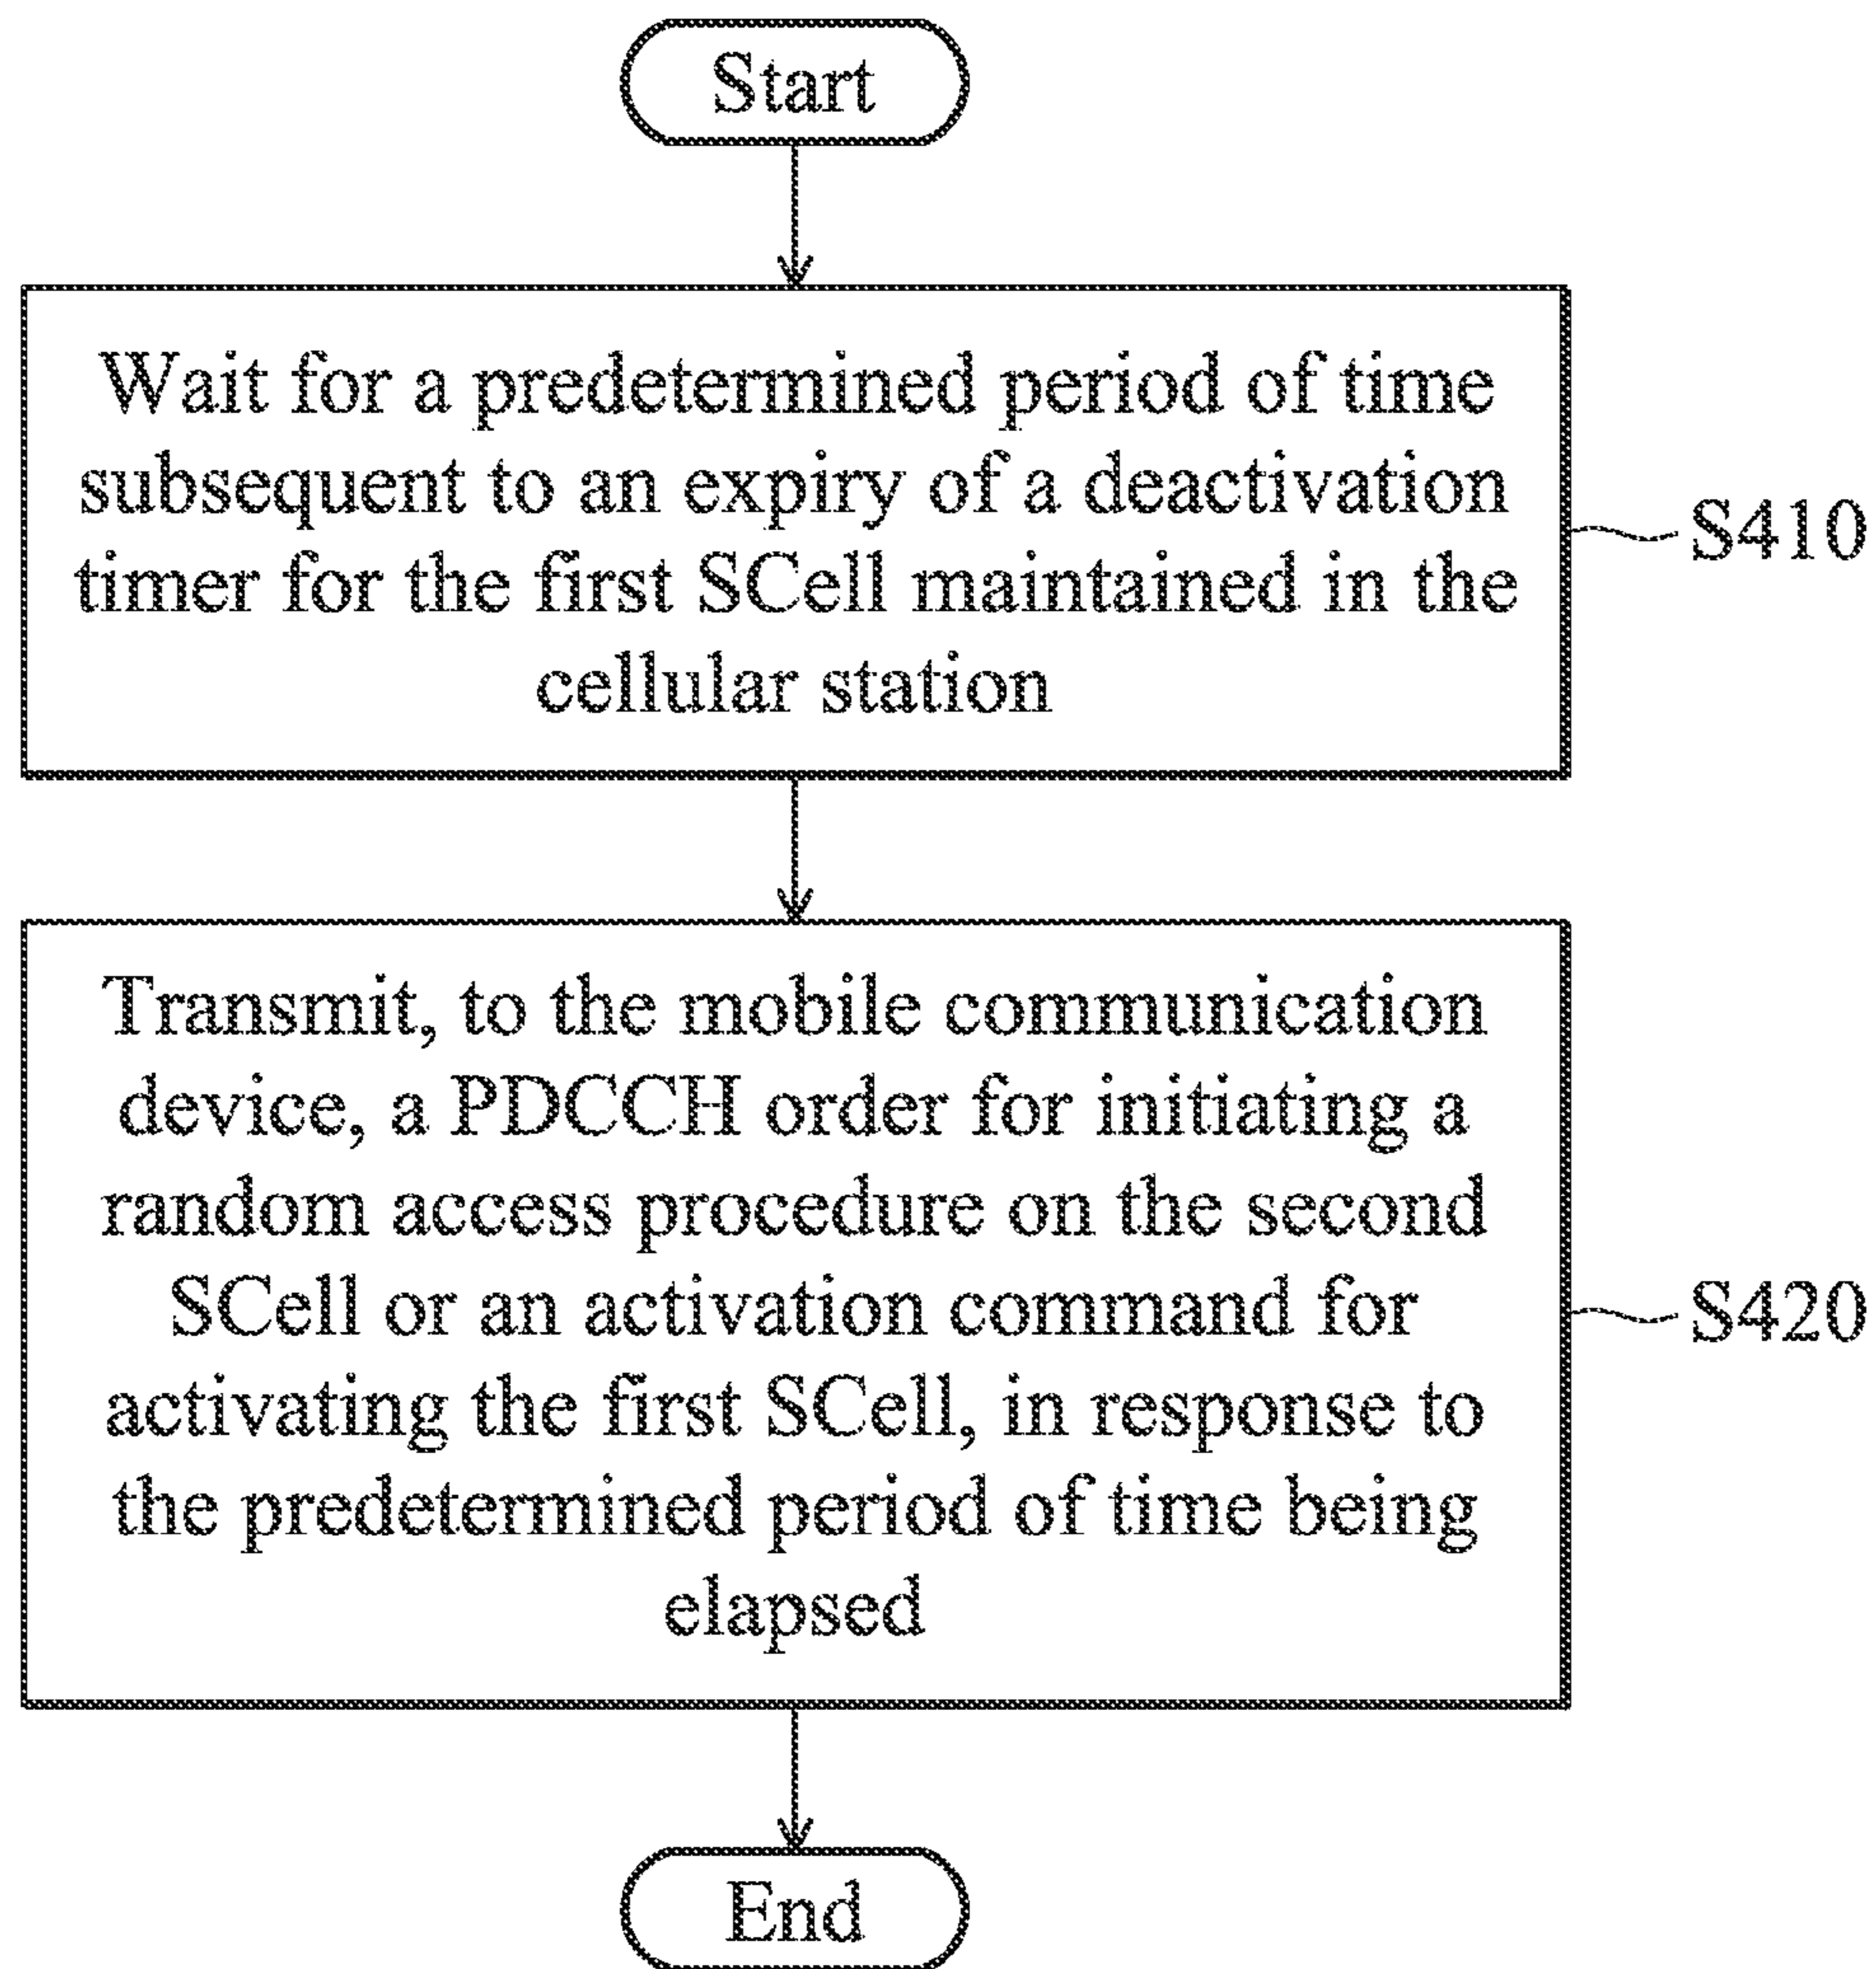 Start
Wait for a predetermined period of time
subsequent to an expiry of a deactivation
timer for the first SCell maintained in the
cellular station
S410
Transmit, to the mobile communication
device, a PDCCH order for initiating a
random access procedure on the second
SCell or an activation command for
activating the first SCell, in response to
the predetermined period of time being
elapsed
S420
End